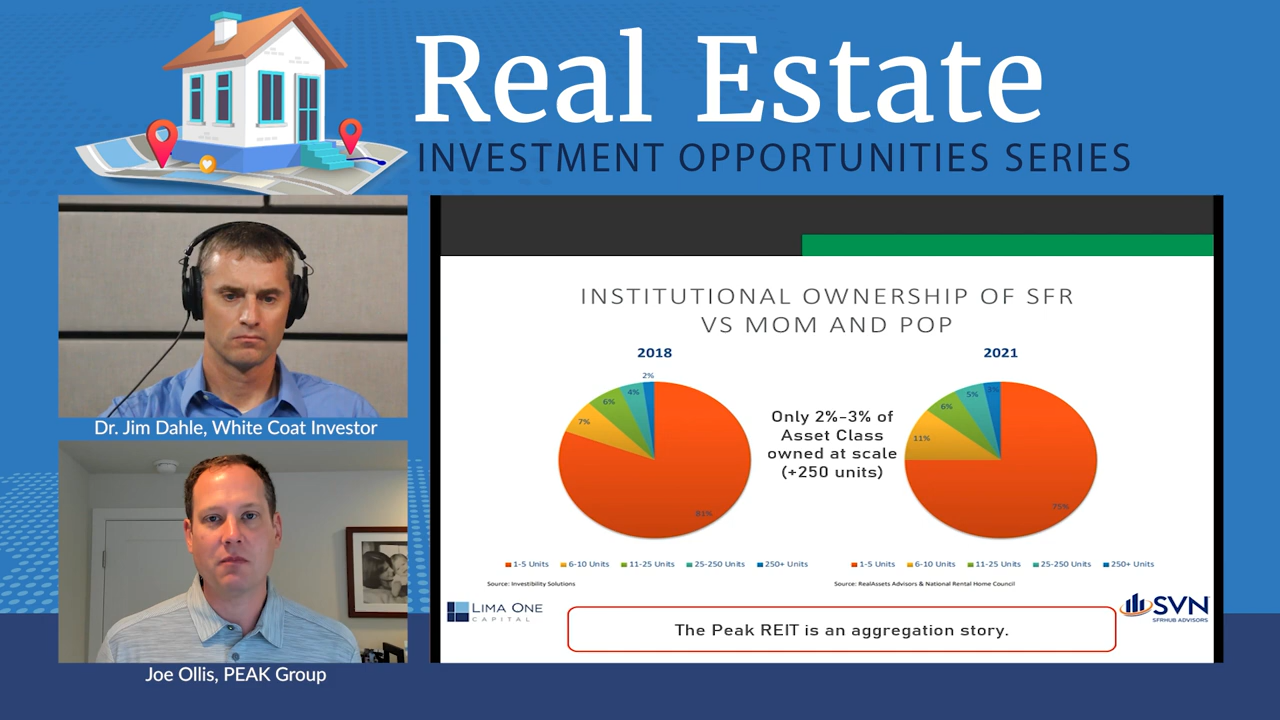 Real Estate
INVESTMENT OPPORTUNITIES SERIES
Dr. Jim Dahle, White Coat Investor
Joe Ollis, PEAK Group
INSTITUTIONAL OWNERSHIP OF SFR
VS MOM AND POP
2018
2%
4%
6%
7%
81%
1-5 Units 6-10 Units 11-25 Units 25-250 Units 250+ Units
Source: Investibility Solutions
Only 2%-3% of
Asset Class
owned at scale
(+250 units)
2021
3%
5%
6%
11%
75%
1-5 Units 6-10 Units 11-25 Units 25-250 Units 250+ Units
Source: RealAssets Advisors & National Rental Home Council
LIMA ONE
CAPITAL
The Peak REIT is an aggregation story.
SVN
SFRHUB ADVISORS